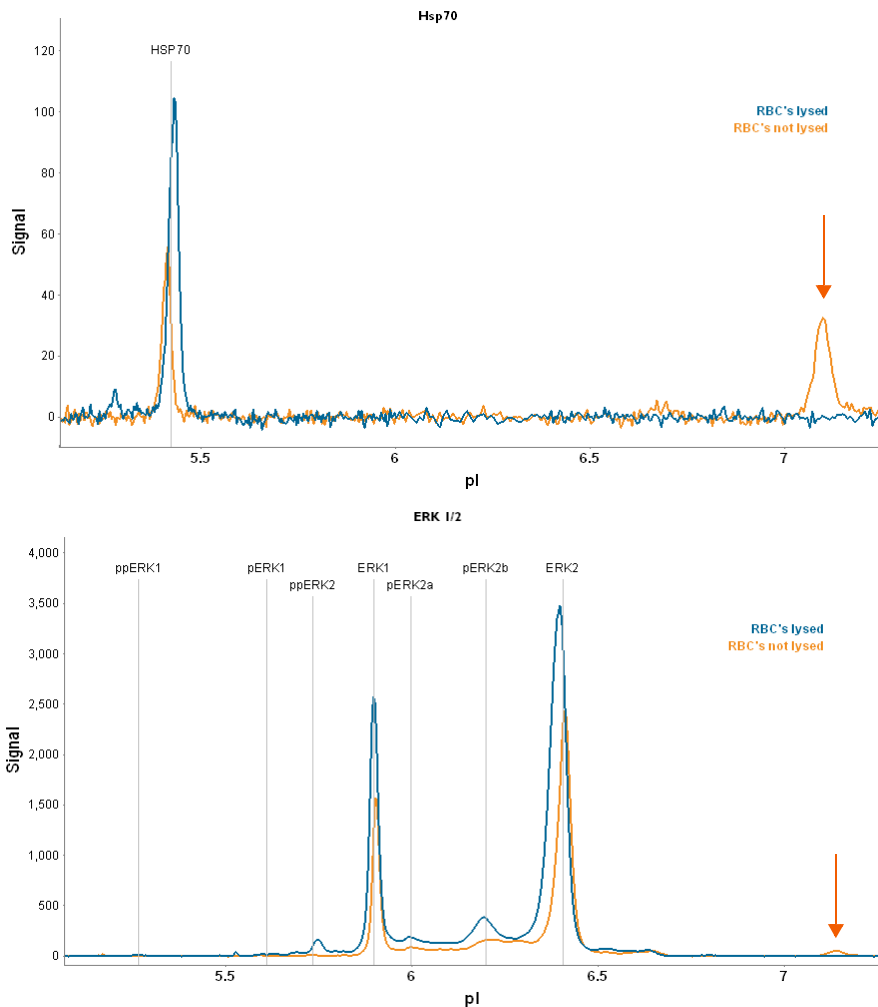 Hsp70
HSP70
120
100
80
60
40
20
0
Signal
RBC's lysed
RBC's not lysed
5.5 6 6.5 7
pI
ERK 1/2
ppERK1 pERK1 ERK1 pERK2b ERK2
ppERK2 pERK2a
4,000
3,500
3,000
2,500
2,000
1,500
1,000
500
0
Signal
RBC's lysed
RBC's not lysed
5.5 6 6.5 7
pI